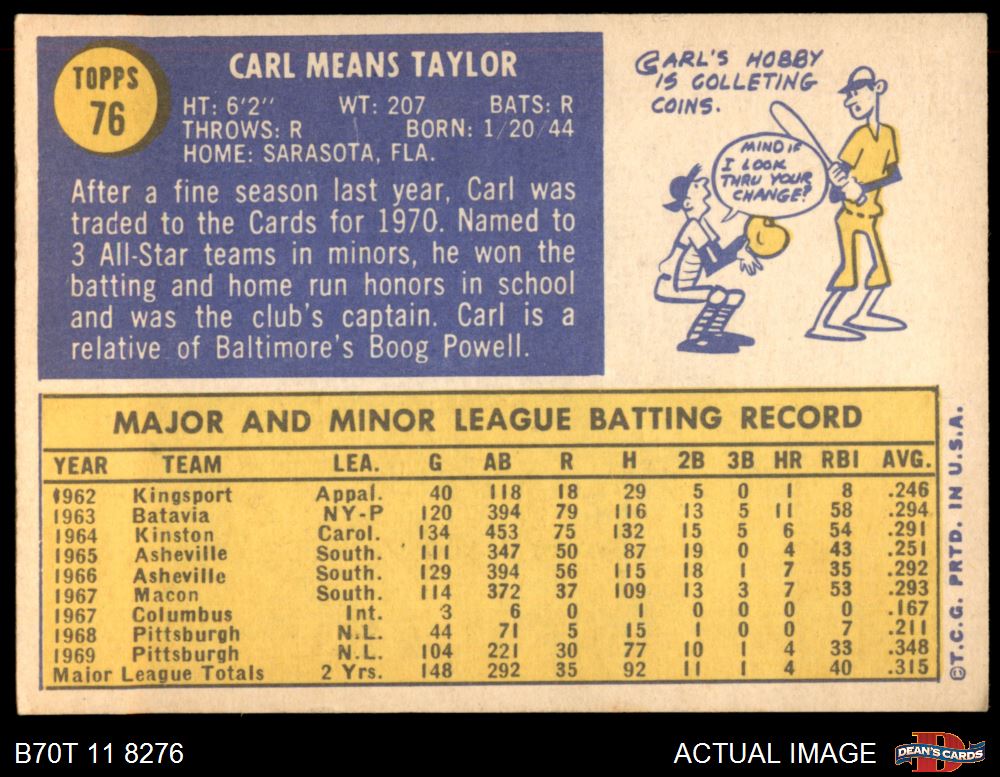 TOPPS
76
CARL MEANS TAYLOR
HT: 6'2" WT: 207 BATS: R
THROWS: R BORN: 1/20/44
HOME: SARASOTA, FLA.
After a fine season last year, Carl was
traded to the Cards for 1970. Named to
3 All-Star teams in minors, he won the
batting and home run honors in school
and was the club's captain. Carl is a
relative of Baltimore's Boog Powell.
CARL'S HOBBY
IS COLLETING
COINS.
MIND IF
I LOOK
THRU YOUR
CHANGE?
MAJOR AND MINOR LEAGUE BATTING RECORD
YEAR TEAM LEA. G AB R H 2B 3B HR RBI AVG.
1962 Kingsport Appal. 40 118 18 29 5 0 1 8 .246
1963 Batavia NY-P 120 394 79 116 13 5 11 58 .294
1964 Kinston Carol. 134 453 75 132 15 5 6 54 .291
1965 Asheville South. 111 347 50 87 19 0 4 43 .251
1966 Asheville South. 129 394 56 115 18 1 7 35 .292
1967 Macon South. 114 372 37 109 13 3 7 53 .293
1967 Columbus Int. 3 6 0 1 0 0 0 0 .167
1968 Pittsburgh N.L. 44 71 5 15 1 0 0 7 .211
1969 Pittsburgh N.L. 104 221 30 77 10 1 4 33 .348
Major League Totals 2 Yrs. 148 292 35 92 11 1 4 40 .315
©T.C.G. PRTD. IN U.S.A.
B70T 11 8276
ACTUAL IMAGE
D
DEAN'S CARDS